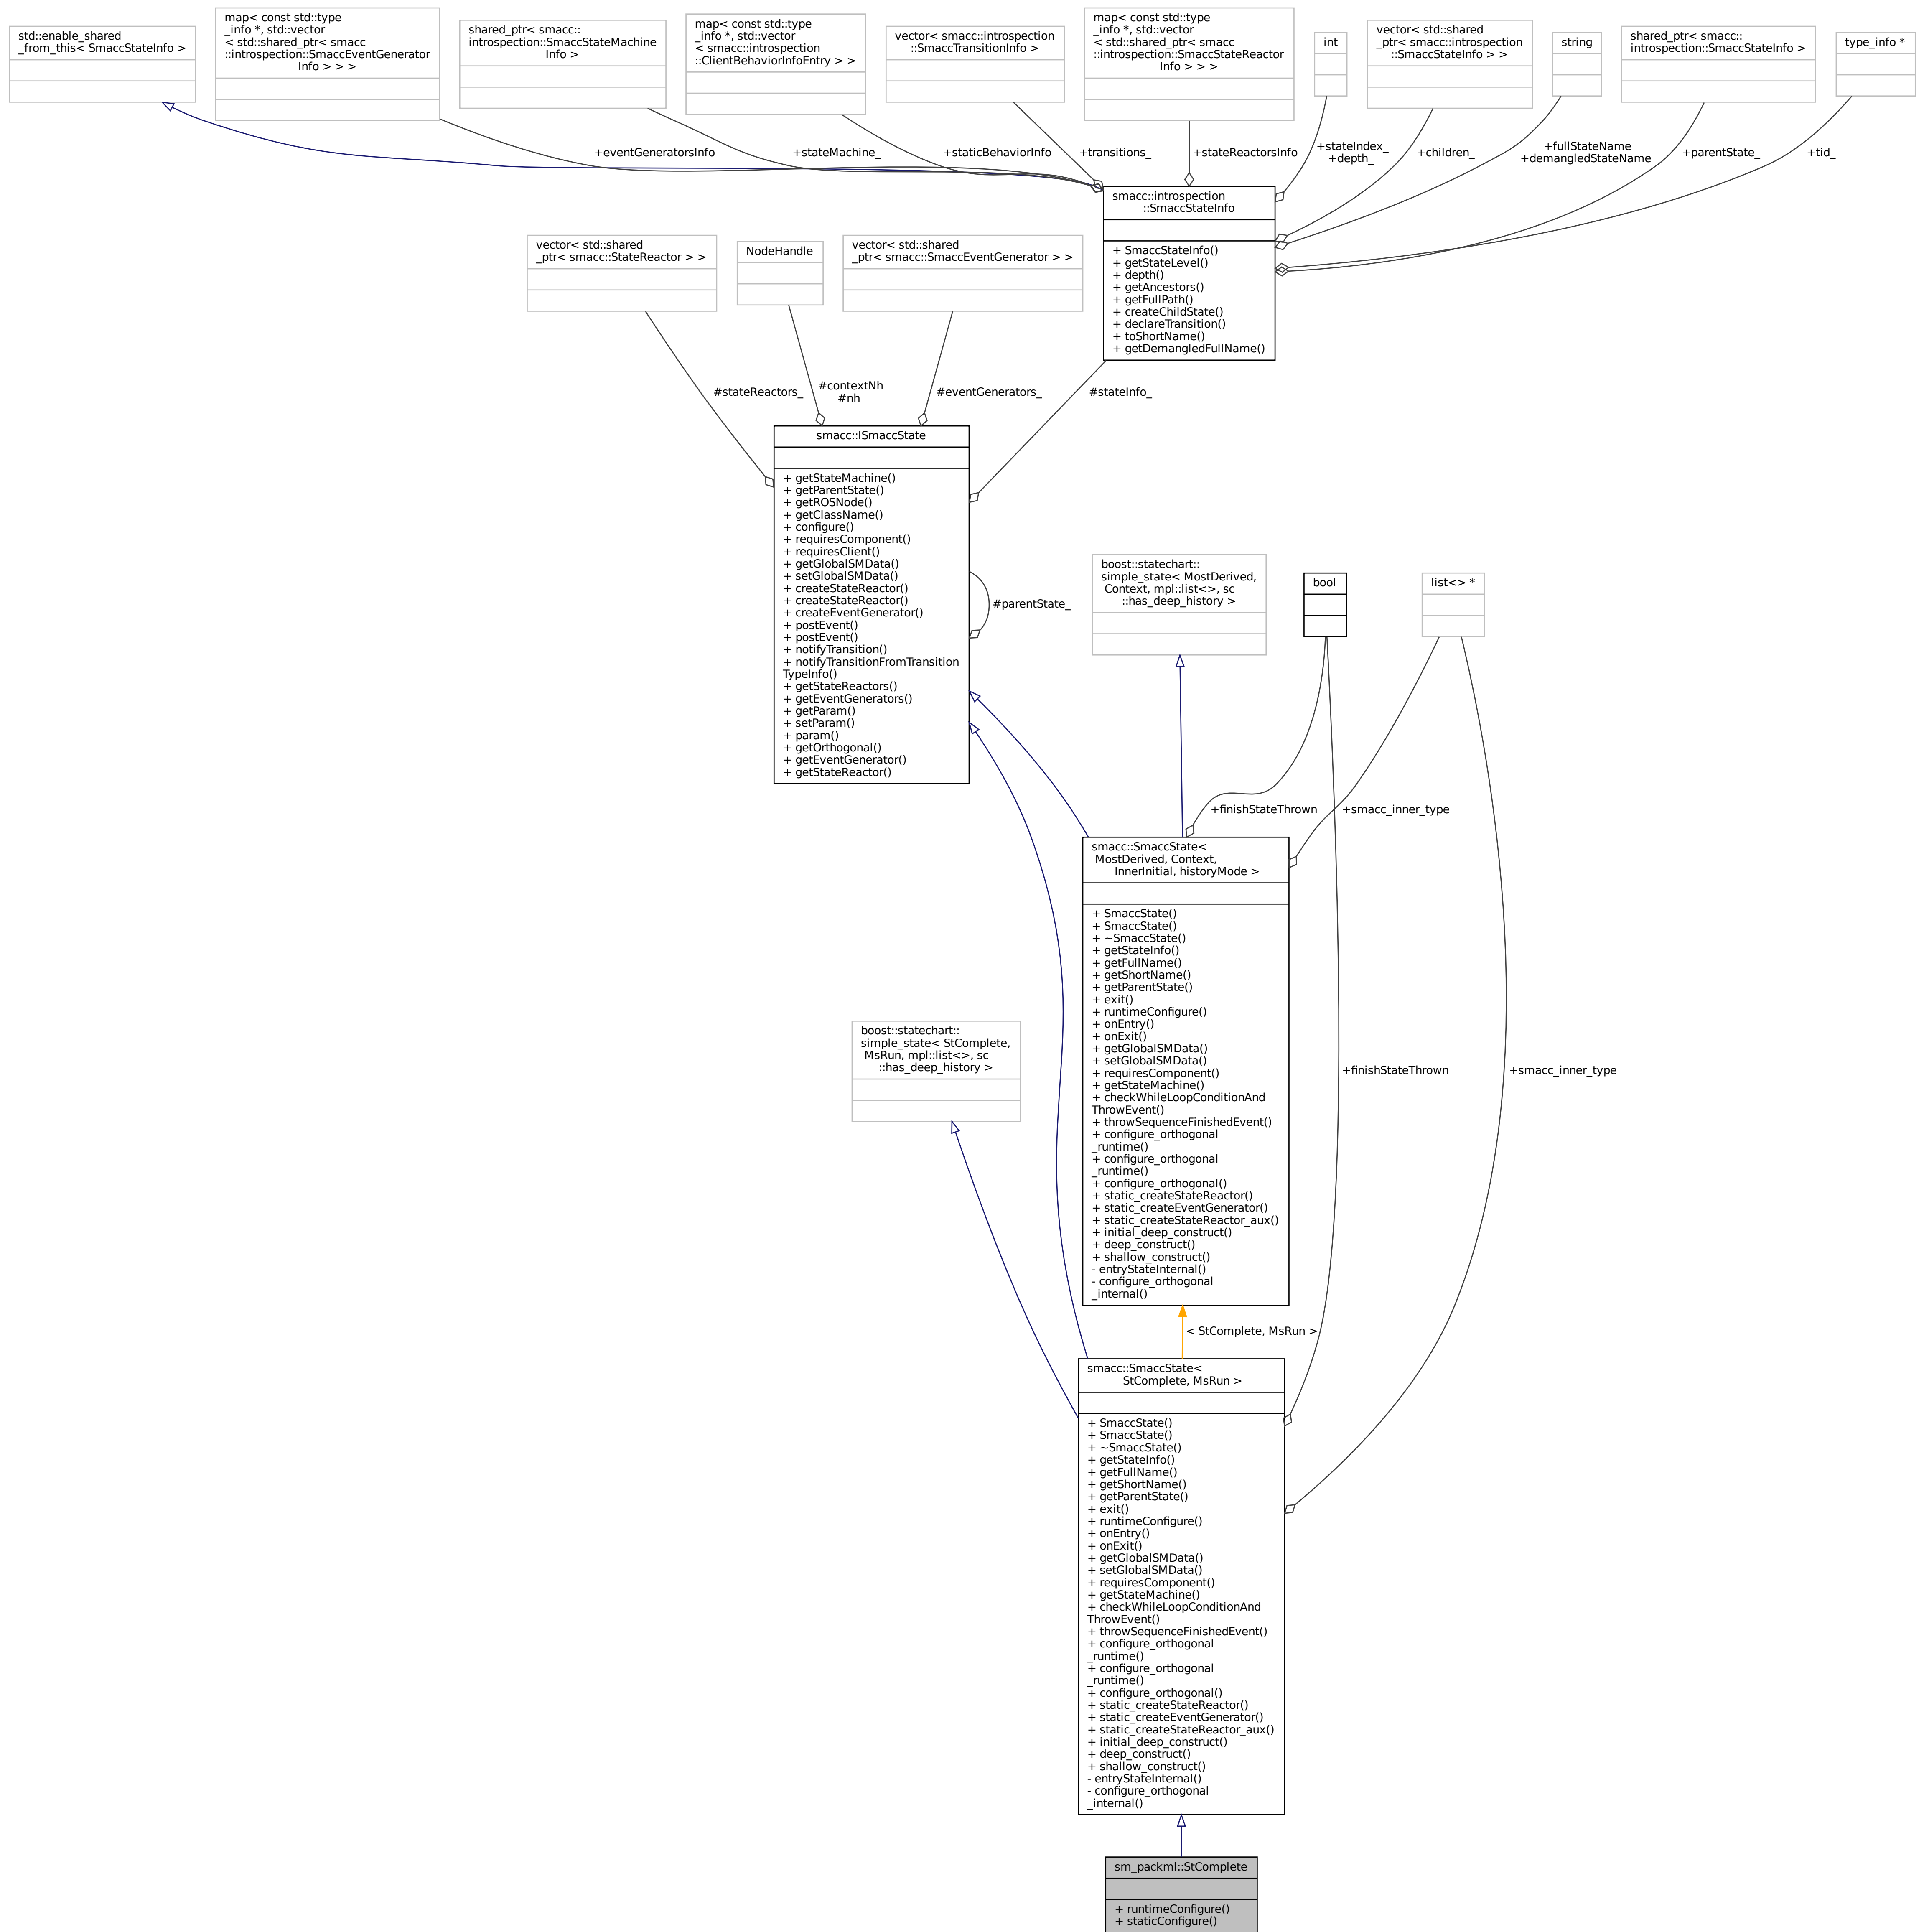 std::enable_shared
_from_this< SmaccStateInfo >
map< const std::type
_info *, std::vector
< std::shared_ptr< smacc
::introspection::SmaccEventGenerator
Info > > >
shared_ptr< smacc::
introspection::SmaccStateMachine
Info >
map< const std::type
_info *, std::vector
< smacc::introspection
::ClientBehaviorInfoEntry > >
vector< smacc::introspection
::SmaccTransitionInfo >
map< const std::type
_info *, std::vector
< std::shared_ptr< smacc
::introspection::SmaccStateReactor
Info > > >
int
vector< std::shared
_ptr< smacc::introspection
::SmaccStateInfo > >
string
shared_ptr< smacc::
introspection::SmaccStateInfo >
type_info *
+eventGeneratorsInfo
+stateMachine_
+staticBehaviorInfo
+transitions_
+stateReactorsInfo
+stateIndex_
+depth_
+children_
+fullStateName
+demangledStateName
+parentState_
+tid_
smacc::introspection
::SmaccStateInfo
+ SmaccStateInfo()
+ getStateLevel()
+ depth()
+ getAncestors()
+ getFullPath()
+ createChildState()
+ declareTransition()
+ toShortName()
+ getDemangledFullName()
vector< std::shared
_ptr< smacc::StateReactor > >
NodeHandle
vector< std::shared
_ptr< smacc::SmaccEventGenerator > >
#stateReactors_
#contextNh
#nh
#eventGenerators_
#stateInfo_
smacc::ISmaccState
+ getStateMachine()
+ getParentState()
+ getROSNode()
+ getClassName()
+ configure()
+ requiresComponent()
+ requiresClient()
+ getGlobalSMData()
+ setGlobalSMData()
+ createStateReactor()
+ createStateReactor()
+ createEventGenerator()
+ postEvent()
+ postEvent()
+ notifyTransition()
+ notifyTransitionFromTransition
TypeInfo()
+ getStateReactors()
+ getEventGenerators()
+ getParam()
+ setParam()
+ param()
+ getOrthogonal()
+ getEventGenerator()
+ getStateReactor()
#parentState_
boost::statechart::
simple_state< MostDerived,
Context, mpl::list<>, sc
::has_deep_history >
bool
list<> *
+finishStateThrown
+smacc_inner_type
smacc::SmaccState<
MostDerived, Context,
InnerInitial, historyMode >
+ SmaccState()
+ SmaccState()
+ ~SmaccState()
+ getStateInfo()
+ getFullName()
+ getShortName()
+ getParentState()
+ exit()
+ runtimeConfigure()
+ onEntry()
+ onExit()
+ getGlobalSMData()
+ setGlobalSMData()
+ requiresComponent()
+ getStateMachine()
+ checkWhileLoopConditionAnd
ThrowEvent()
+ throwSequenceFinishedEvent()
+ configure_orthogonal
_runtime()
+ configure_orthogonal
_runtime()
+ configure_orthogonal()
+ static_createStateReactor()
+ static_createEventGenerator()
+ static_createStateReactor_aux()
+ initial_deep_construct()
+ deep_construct()
+ shallow_construct()
- entryStateInternal()
- configure_orthogonal
_internal()
boost::statechart::
simple_state< StComplete,
MsRun, mpl::list<>, sc
::has_deep_history >
+finishStateThrown
+smacc_inner_type
< StComplete, MsRun >
smacc::SmaccState<
StComplete, MsRun >
+ SmaccState()
+ SmaccState()
+ ~SmaccState()
+ getStateInfo()
+ getFullName()
+ getShortName()
+ getParentState()
+ exit()
+ runtimeConfigure()
+ onEntry()
+ onExit()
+ getGlobalSMData()
+ setGlobalSMData()
+ requiresComponent()
+ getStateMachine()
+ checkWhileLoopConditionAnd
ThrowEvent()
+ throwSequenceFinishedEvent()
+ configure_orthogonal
_runtime()
+ configure_orthogonal
_runtime()
+ configure_orthogonal()
+ static_createStateReactor()
+ static_createEventGenerator()
+ static_createStateReactor_aux()
+ initial_deep_construct()
+ deep_construct()
+ shallow_construct()
- entryStateInternal()
- configure_orthogonal
_internal()
sm_packml::StComplete
+ runtimeConfigure()
+ staticConfigure()